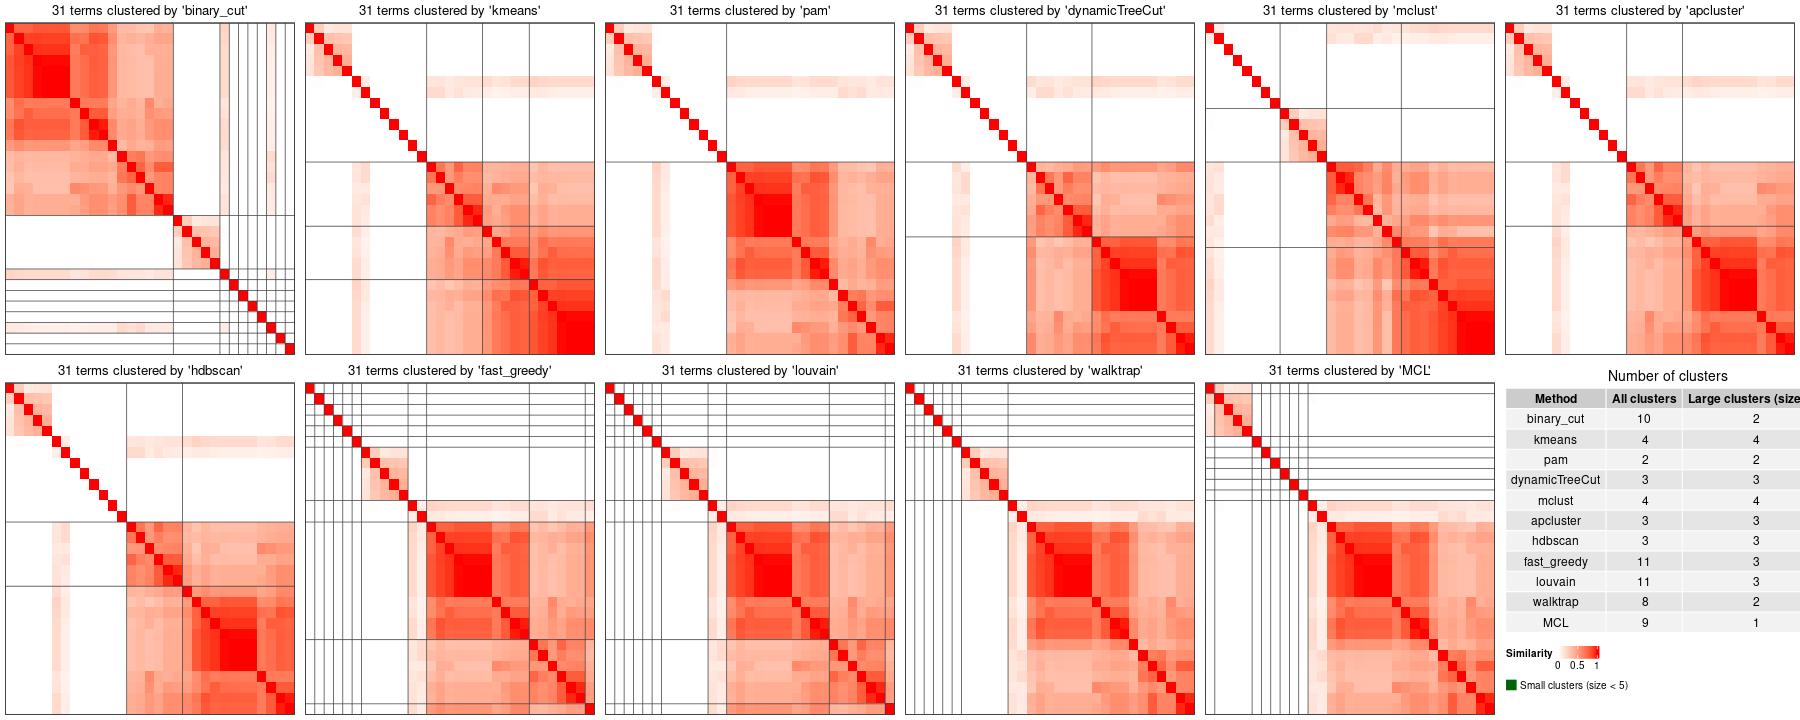 31 terms clustered by 'binary_cut'
31 terms clustered by 'kmeans'
31 terms clustered by 'pam'
31 terms clustered by 'dynamicTreeCut'
31 terms clustered by 'mclust'
31 terms clustered by 'apcluster'
31 terms clustered by 'hdbscan'
31 terms clustered by 'fast_greedy'
31 terms clustered by 'louvain'
31 terms clustered by 'walktrap'
31 terms clustered by 'MCL'
Number of clusters
Method All clusters Large clusters (size
binary_cut 10 2
kmeans 4 4
pam 2 2
dynamicTreeCut 3 3
mclust 4 4
apcluster 3 3
hdbscan 3 3
fast_greedy 11 3
louvain 11 3
walktrap 8 2
MCL 9 1
Similarity
0 0.5 1
Small clusters (size < 5)